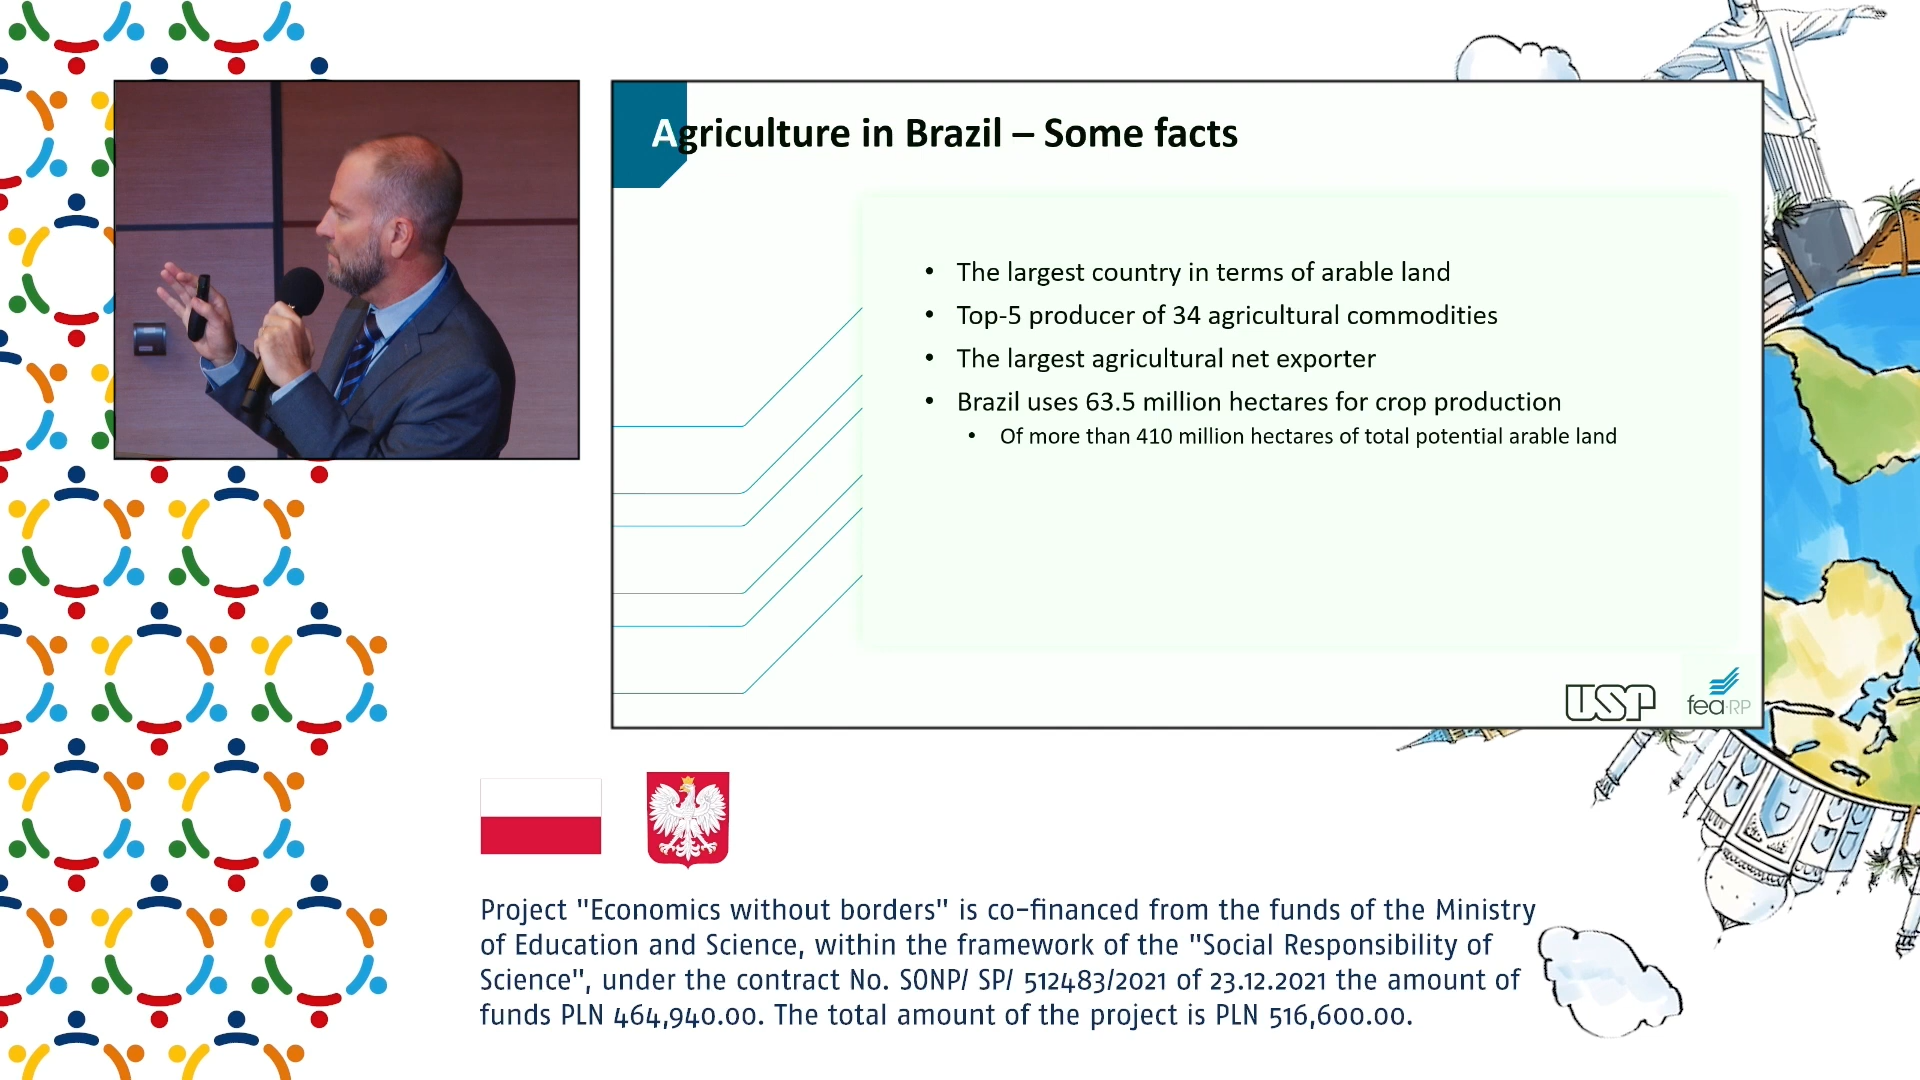 Agriculture in Brazil – Some facts
• The largest country in terms of arable land
• Top-5 producer of 34 agricultural commodities
• The largest agricultural net exporter
• Brazil uses 63.5 million hectares for crop production
• Of more than 410 million hectares of total potential arable land
USP
fea-RP
Project "Economics without borders" is co-financed from the funds of the Ministry
of Education and Science, within the framework of the "Social Responsibility of
Science", under the contract No. SONP/ SP/ 512483/2021 of 23.12.2021 the amount of
funds PLN 464,940.00. The total amount of the project is PLN 516,600.00.